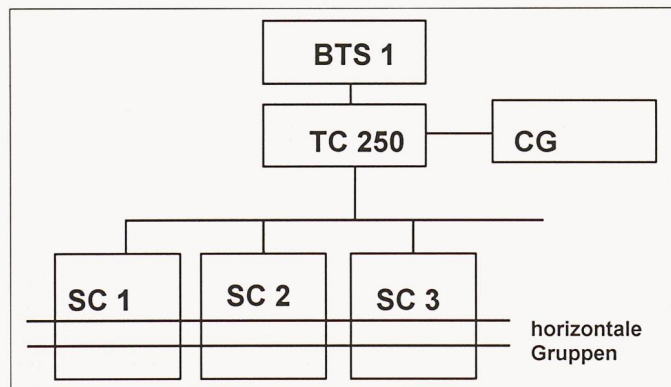 BTS 1
TC 250
CG
SC 1
SC 2
SC 3
horizontale
Gruppen